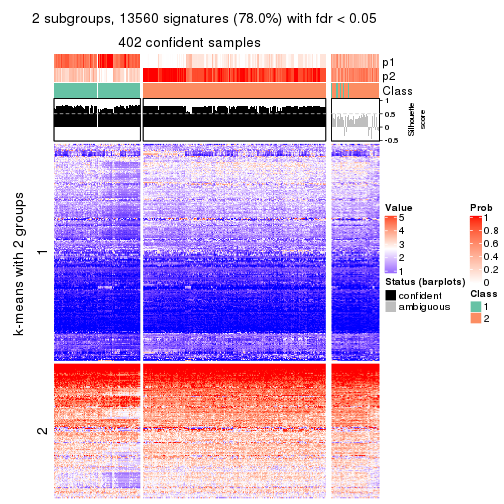 2 subgroups, 13560 signatures (78.0%) with fdr < 0.05
402 confident samples
p1
p2
Class
1
0.5
0
-0.5
Silhouette
score
k-means with 2 groups
1
2
Value
5
4
3
2
1
Status (barplots)
confident
ambiguous
Prob
1
0.8
0.6
0.4
0.2
0
Class
1
2